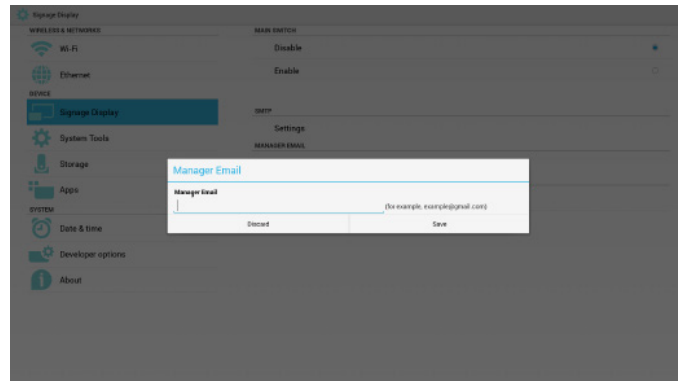 Signage Display
WIRELESS & NETWORKS
Wi-Fi
Ethernet
DEVICE
Signage Display
System Tools
Storage
Apps
SYSTEM
Date & time
Developer options
About
MAIN SWITCH
Disable
Enable
SMTP
Settings
MANAGER EMAIL
Manager Email
Manager Email
(for example, example@gmail.com)
Discard
Save